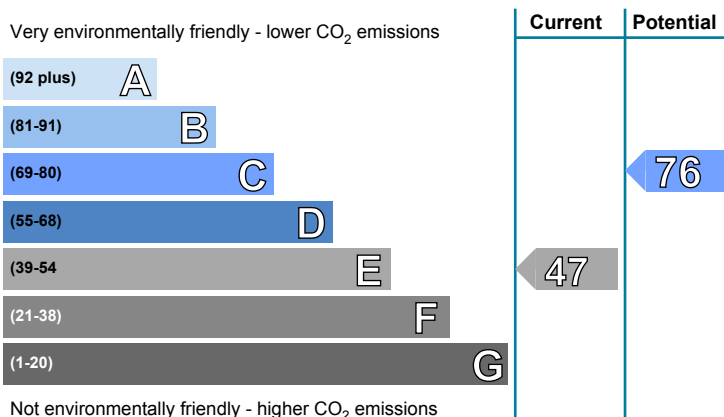 Current Potential
Very environmentally friendly - lower CO2 emissions
(92 plus) A
(81-91) B
(69-80) C 76
(55-68) D
(39-54 E 47
(21-38) F
(1-20) G
Not environmentally friendly - higher CO2 emissions